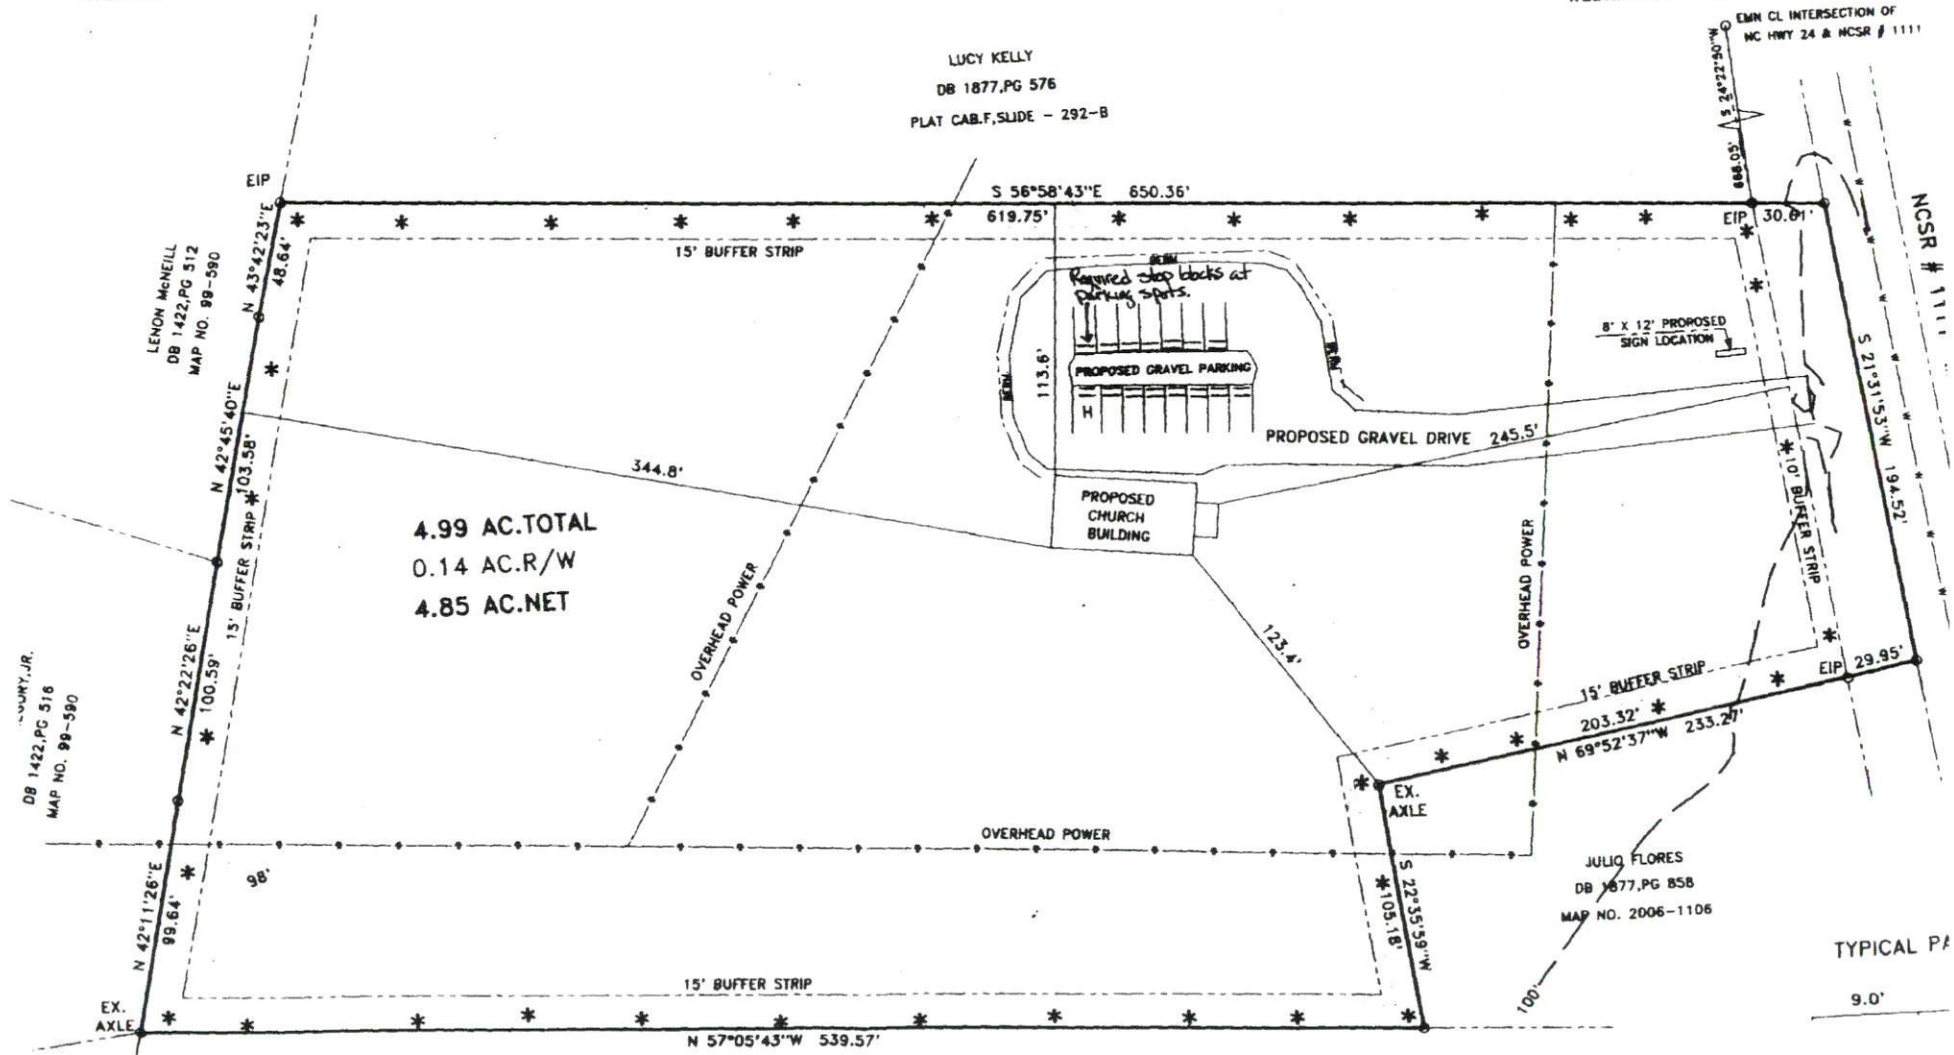 EMN CL INTERSECTION OF
NC HWY 24 & NCSR # 1111
S 24°22'50"W
668.05'
LUCY KELLY
DB 1877,PG 576
PLAT CAB.F,SLIDE - 292-B
EIP
S 56°58'43"E 650.36'
619.75'
EIP
30.61'
15' BUFFER STRIP
NCSR # 1111
LENON McNEILL
DB 1422,PG 512
MAP NO. 99-590
N 43°42'23"E
48.64'
BERM
Required stop blocks at
parking spots.
BERM
BERM
113.6'
PROPOSED GRAVEL PARKING
H
8' X 12' PROPOSED
SIGN LOCATION
S 21°31'53"W 194.52'
N 42°45'40"E
103.58'
PROPOSED GRAVEL DRIVE 245.5'
344.8'
10' BUFFER STRIP
PROPOSED
CHURCH
BUILDING
4.99 AC.TOTAL
0.14 AC.R/W
4.85 AC.NET
15' BUFFER STRIP
OVERHEAD POWER
OVERHEAD POWER
123.4'
N 42°22'26"E
100.59'
DB 1422,PG 516
MAP NO. 99-590
15' BUFFER STRIP
EIP 29.95'
203.32'
N 69°52'37"W 233.27'
EX.
AXLE
OVERHEAD POWER
JULIO FLORES
DB 1877,PG 858
MAP NO. 2006-1106
98'
N 42°11'26"E
99.64'
S 22°35'59"W
105.18'
TYPICAL PA
15' BUFFER STRIP
100'
9.0'
EX.
AXLE
N 57°05'43"W 539.57'